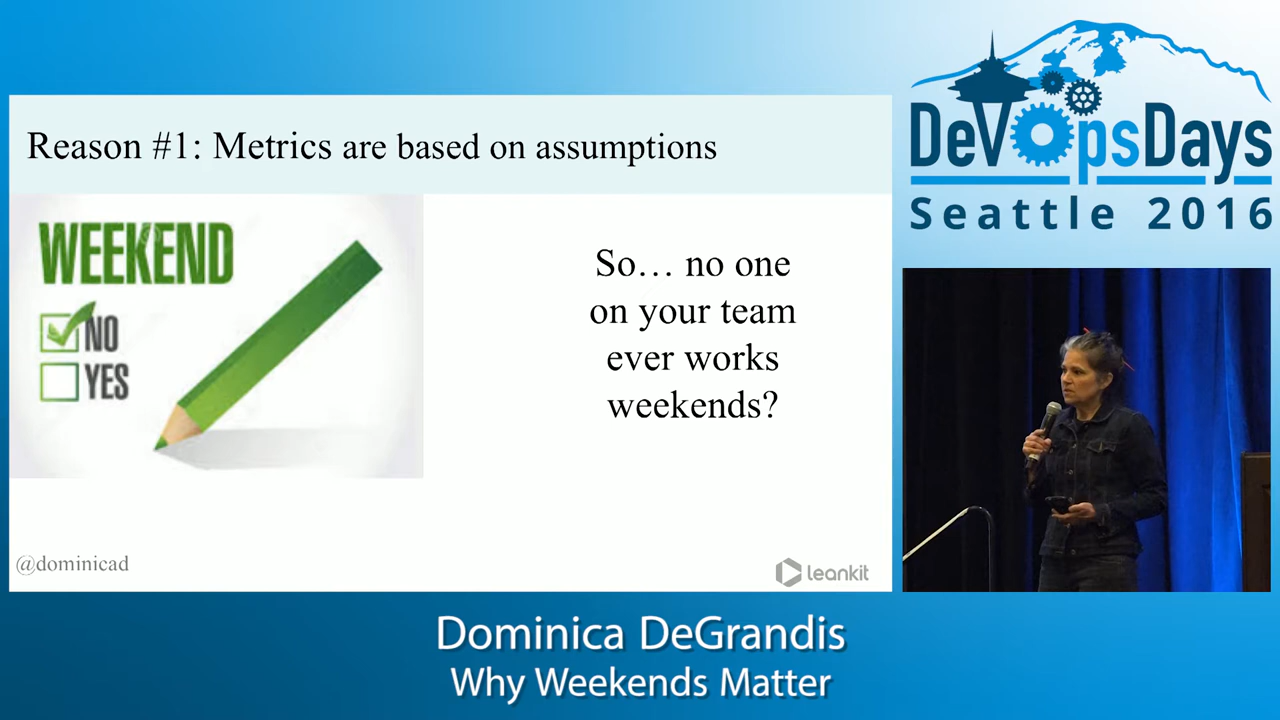 Reason #1: Metrics are based on assumptions
WEEKEND
NO
YES
So… no one
on your team
ever works
weekends?
@dominicad
leankit
DevOpsDays
Seattle 2016
Dominica DeGrandis
Why Weekends Matter